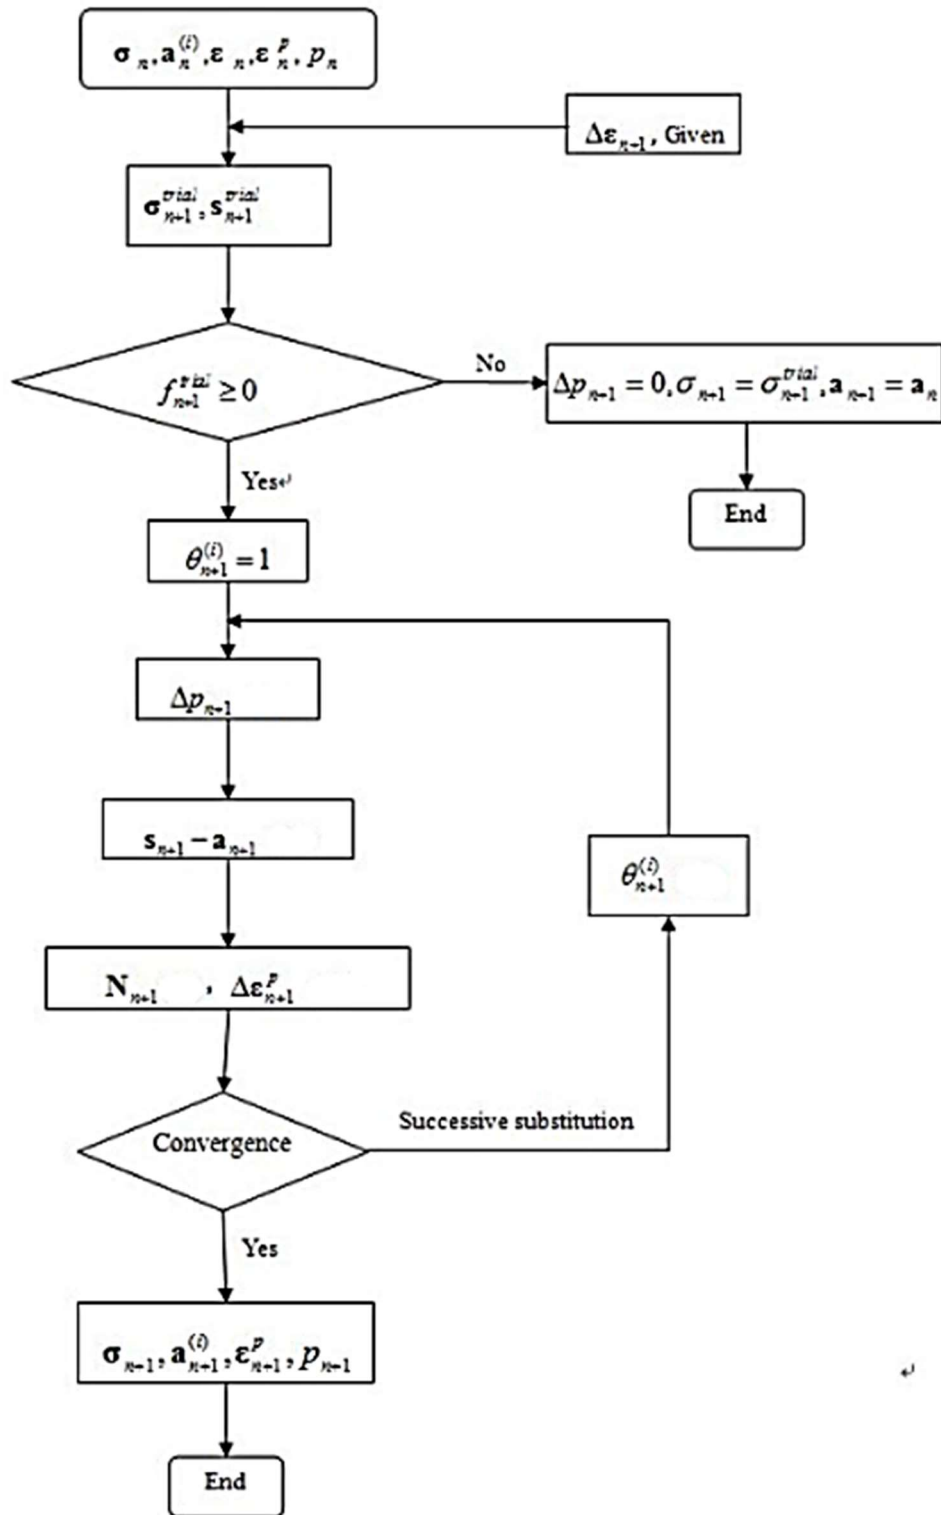 σₙ, aₙ⁽ⁱ⁾, εₙ, εₙᵖ, pₙ
Δεₙ₊₁, Given
σₙ₊₁ᵗʳⁱᵃˡ, sₙ₊₁ᵗʳⁱᵃˡ
fₙ₊₁ᵗʳⁱᵃˡ ≥ 0
No
Δpₙ₊₁ = 0, σₙ₊₁ = σₙ₊₁ᵗʳⁱᵃˡ, aₙ₊₁ = aₙ
Yes↵
End
θₙ₊₁⁽ⁱ⁾ = 1
Δpₙ₊₁
sₙ₊₁ − aₙ₊₁
θₙ₊₁⁽ⁱ⁾
Nₙ₊₁ , Δεₙ₊₁ᵖ
Successive substitution
Convergence
Yes
σₙ₊₁, aₙ₊₁⁽ⁱ⁾, εₙ₊₁ᵖ, pₙ₊₁
↵
End